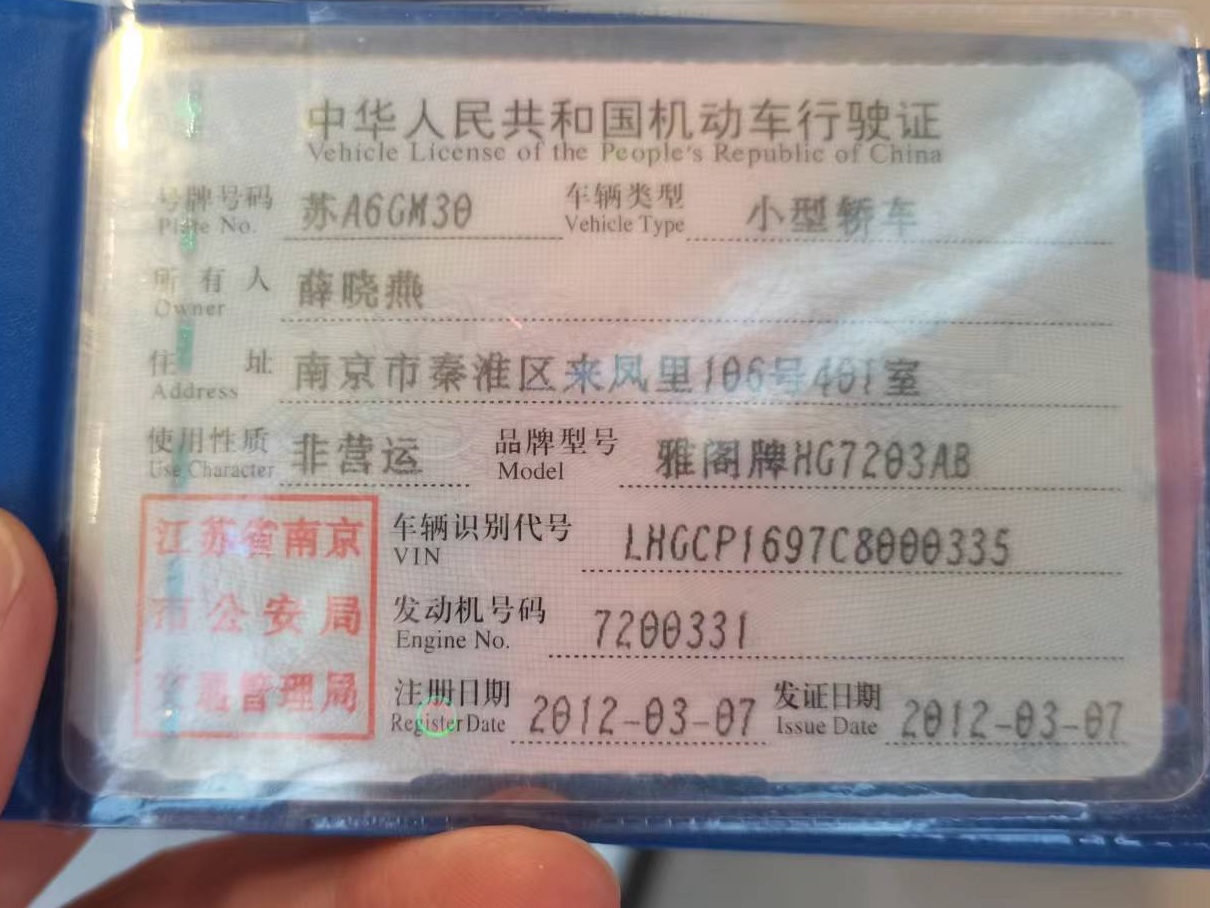 中华人民共和国机动车行驶证
Vehicle License of the People's Republic of China
号牌号码 苏A6GM30 车辆类型 小型轿车
Plate No. Vehicle Type
所有人 薛晓燕
Owner
住址 南京市秦淮区来凤里106号401室
Address
使用性质 非营运 品牌型号 雅阁牌HG7203AB
Use Character Model
江苏省南京
市公安局
交通管理局
车辆识别代号 LHGCP1697C8000335
VIN
发动机号码 7200331
Engine No.
注册日期 2012-03-07 发证日期 2012-03-07
Register Date Issue Date